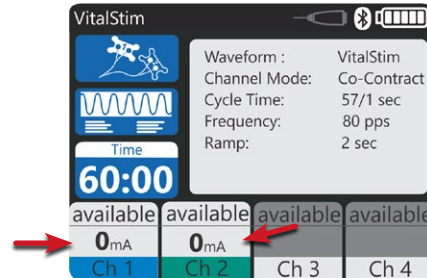 VitalStim
Waveform : VitalStim
Channel Mode: Co-Contract
Cycle Time: 57/1 sec
Frequency: 80 pps
Ramp: 2 sec
Time
60:00
available available available available
0mA 0mA
Ch 1 Ch 2 Ch 3 Ch 4